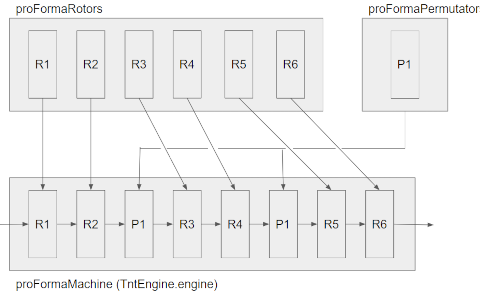 proFormaRotors proFormaPermutator
R1 R2 R3 R4 R5 R6 P1
R1 R2 P1 R3 R4 P1 R5 R6
proFormaMachine (TntEngine.engine)